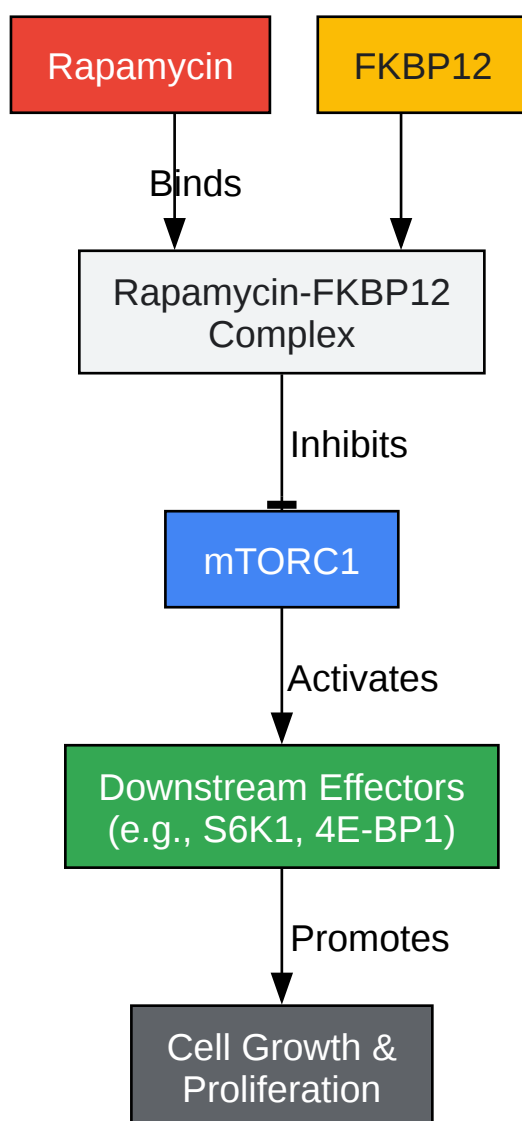 Rapamycin
FKBP12
Binds
Rapamycin-FKBP12
Complex
Inhibits
mTORC1
Activates
Downstream Effectors
(e.g., S6K1, 4E-BP1)
Promotes
Cell Growth &
Proliferation